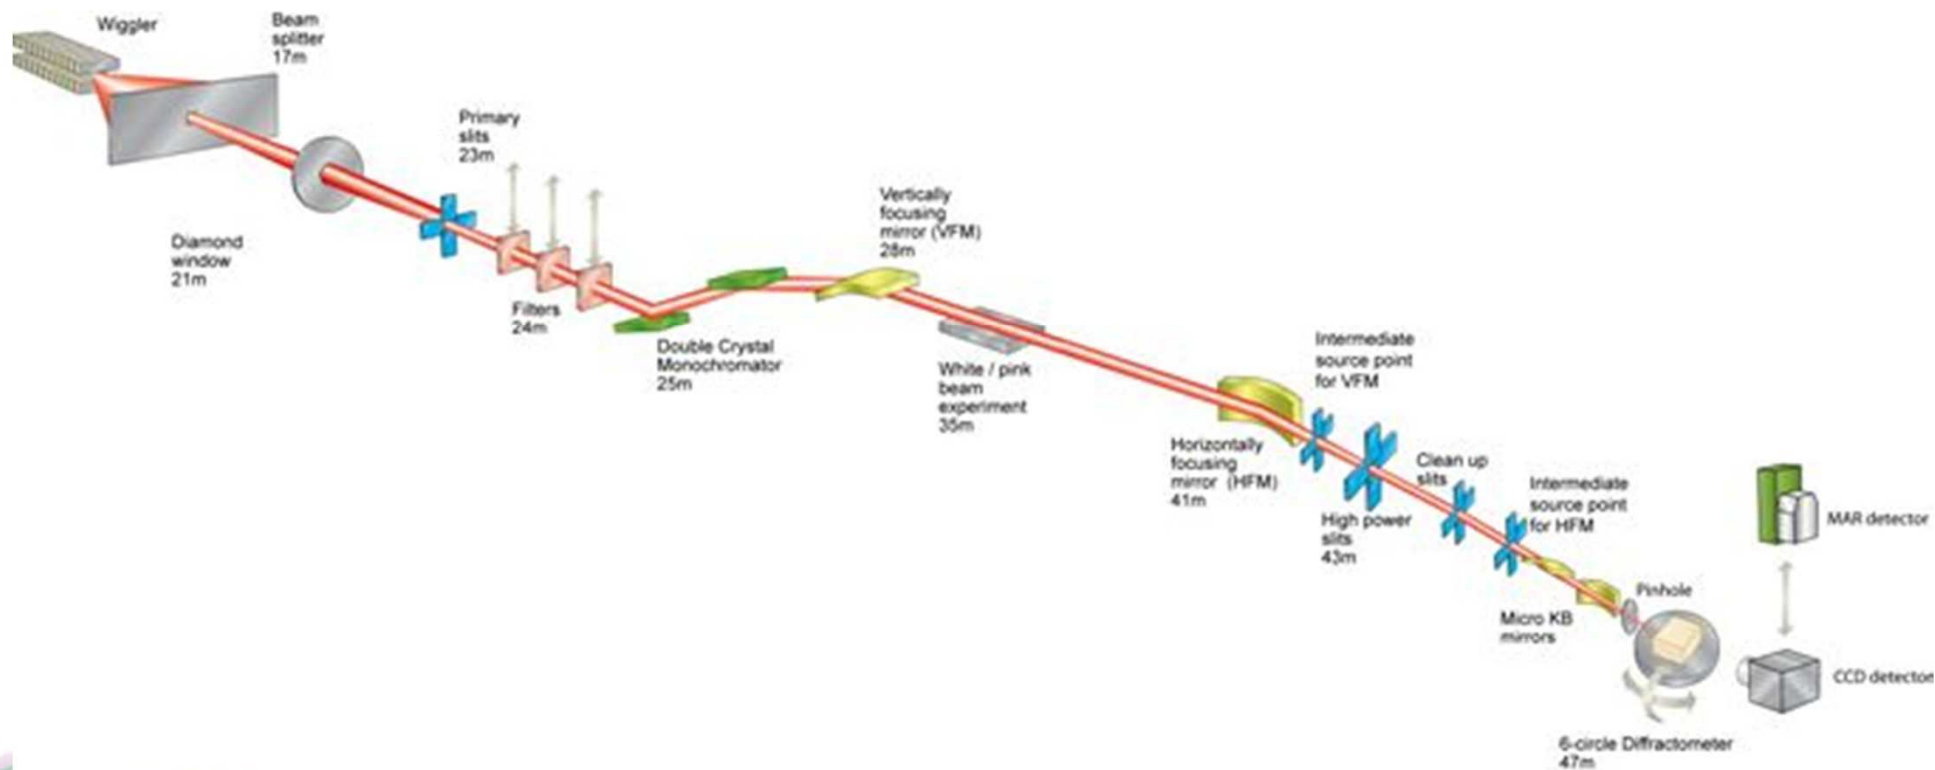 Wiggler
Beam
splitter
17m
Diamond
window
21m
Primary
slits
23m
Filters
24m
Double Crystal
Monochromator
25m
Vertically
focusing
mirror (VFM)
28m
White / pink
beam
experiment
35m
Horizontally
focusing
mirror (HFM)
41m
Intermediate
source point
for VFM
High power
slits
43m
Clean up
slits
Intermediate
source point
for HFM
Micro KB
mirrors
Pinhole
6-circle Diffractometer
47m
MAR detector
CCD detector